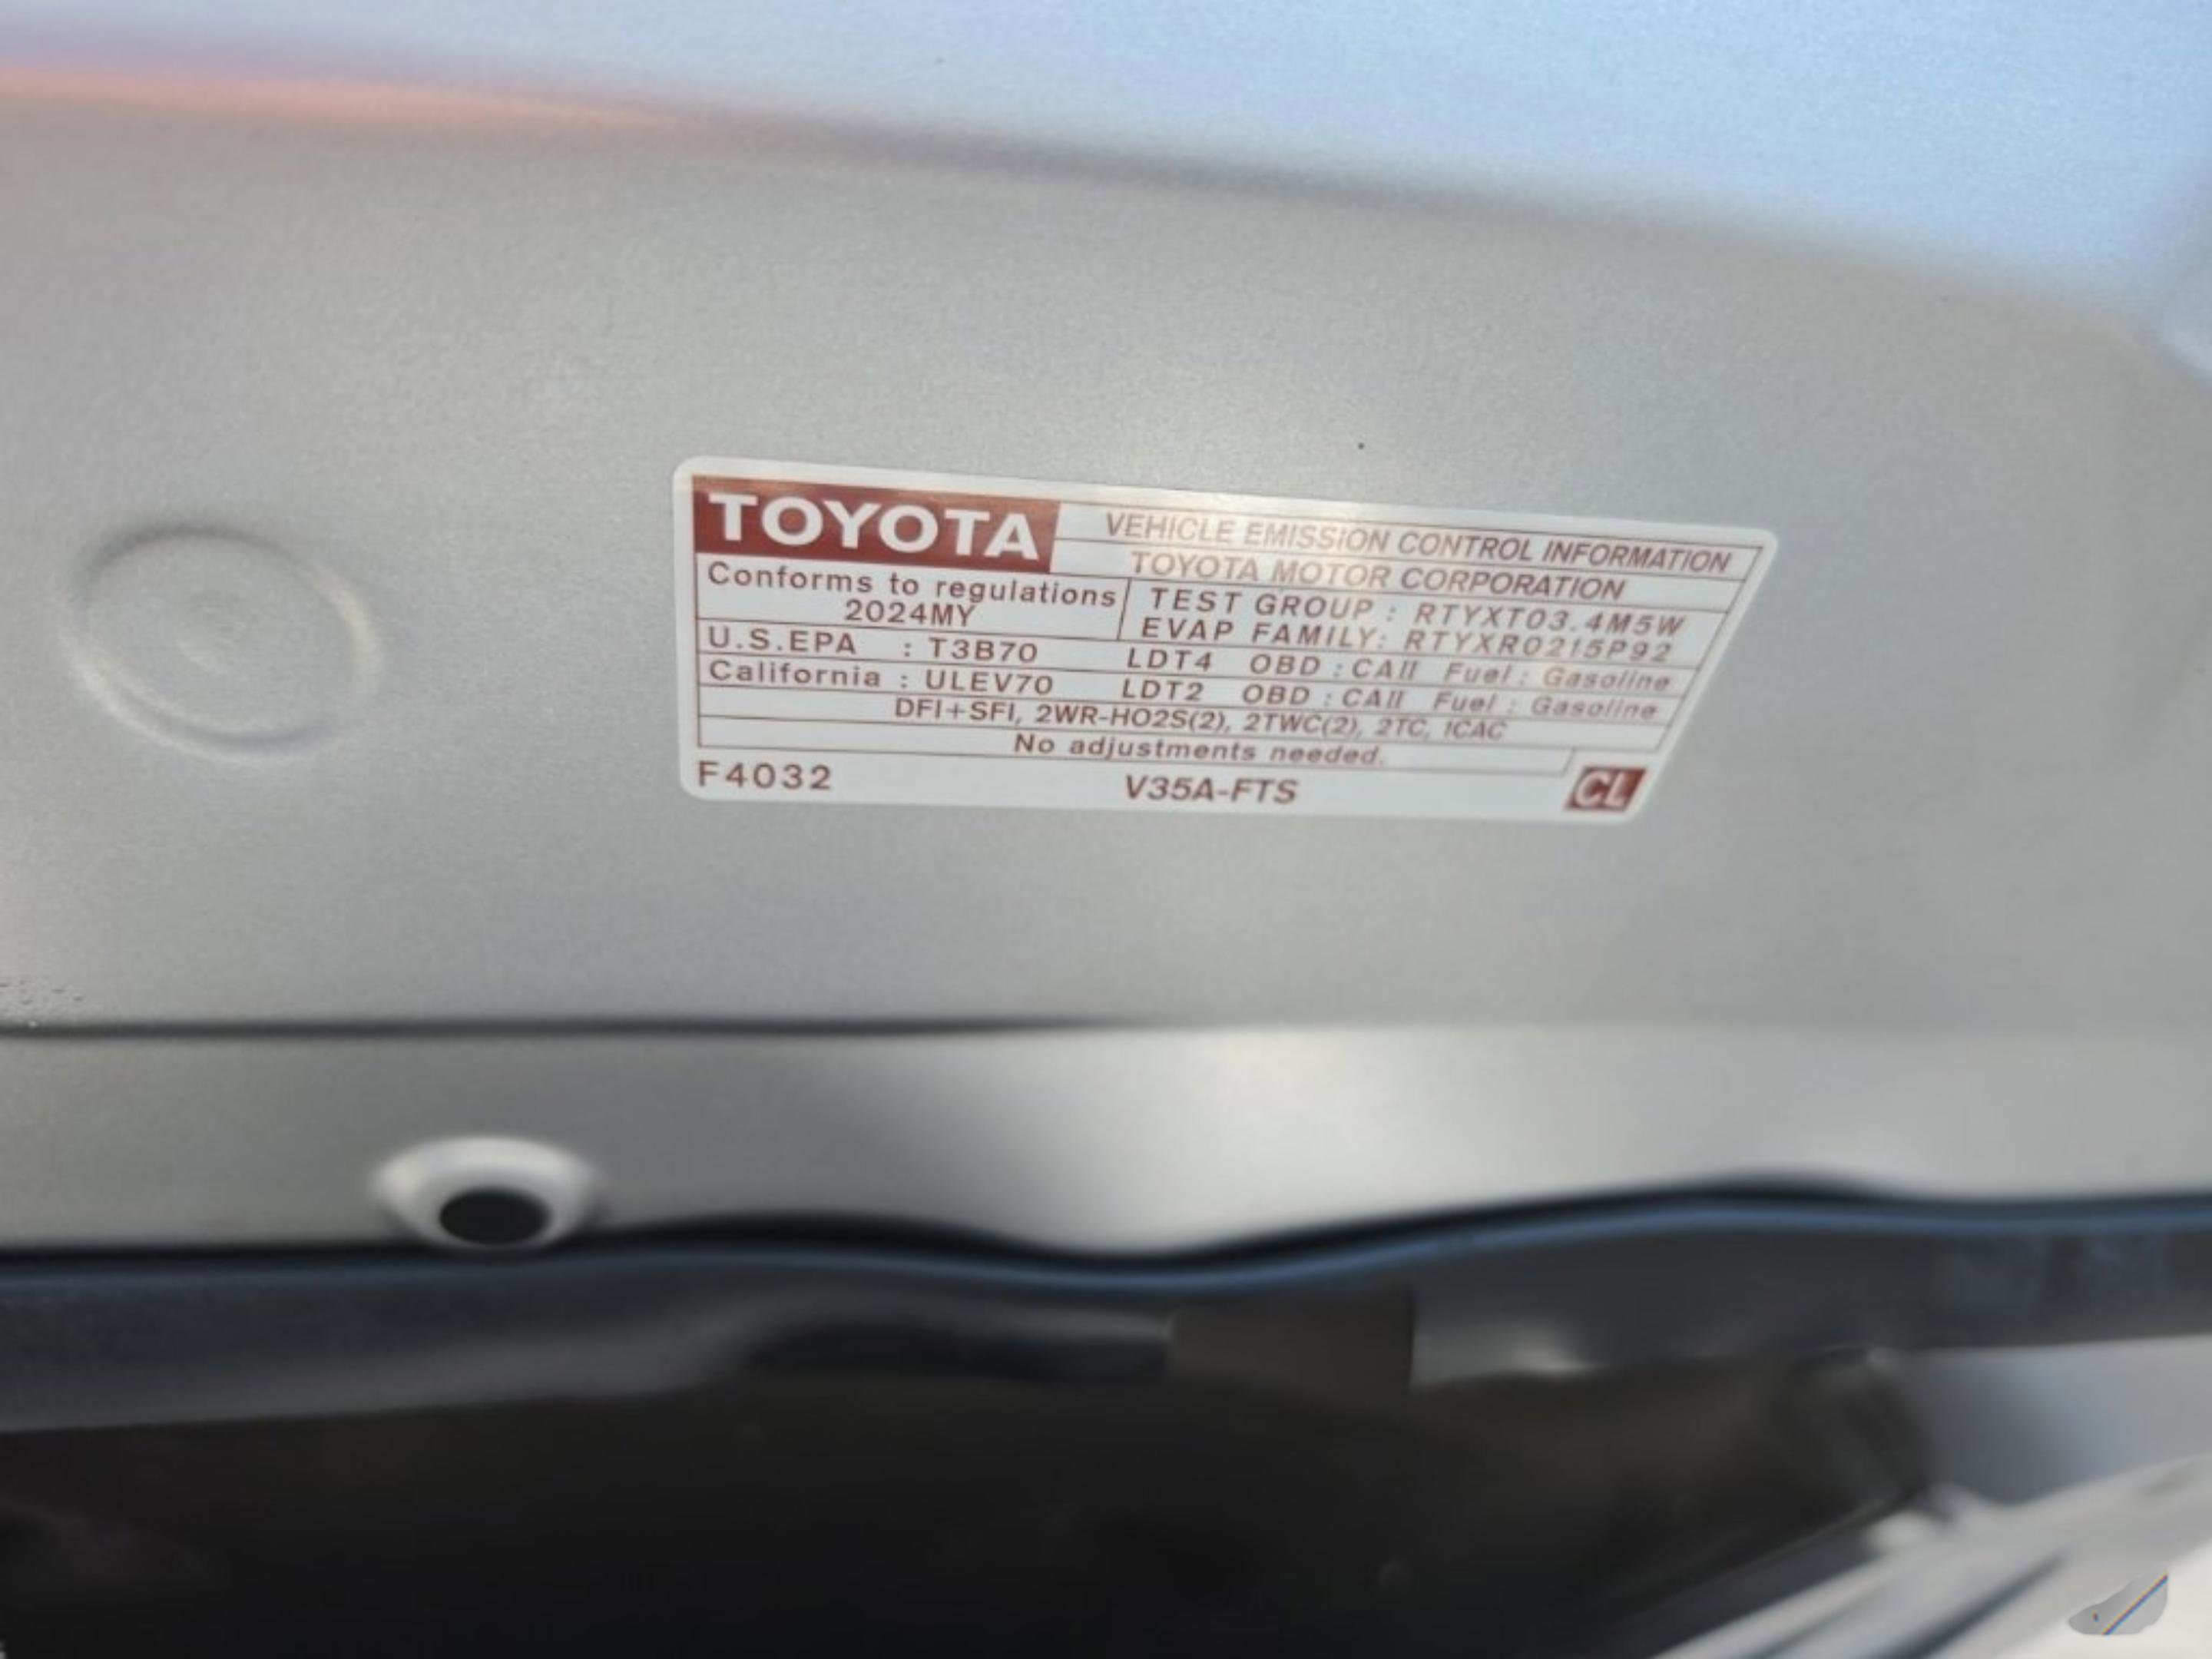 TOYOTA VEHICLE EMISSION CONTROL INFORMATION
TOYOTA MOTOR CORPORATION
Conforms to regulations
2024MY
TEST GROUP : RTYXT03.4M5W
EVAP FAMILY: RTYXR0215P92
U.S.EPA : T3B70 LDT4 OBD : CAII Fuel : Gasoline
California : ULEV70 LDT2 OBD : CAII Fuel : Gasoline
DFI+SFI, 2WR-HO2S(2), 2TWC(2), 2TC, 1CAC
No adjustments needed.
F4032 V35A-FTS CL